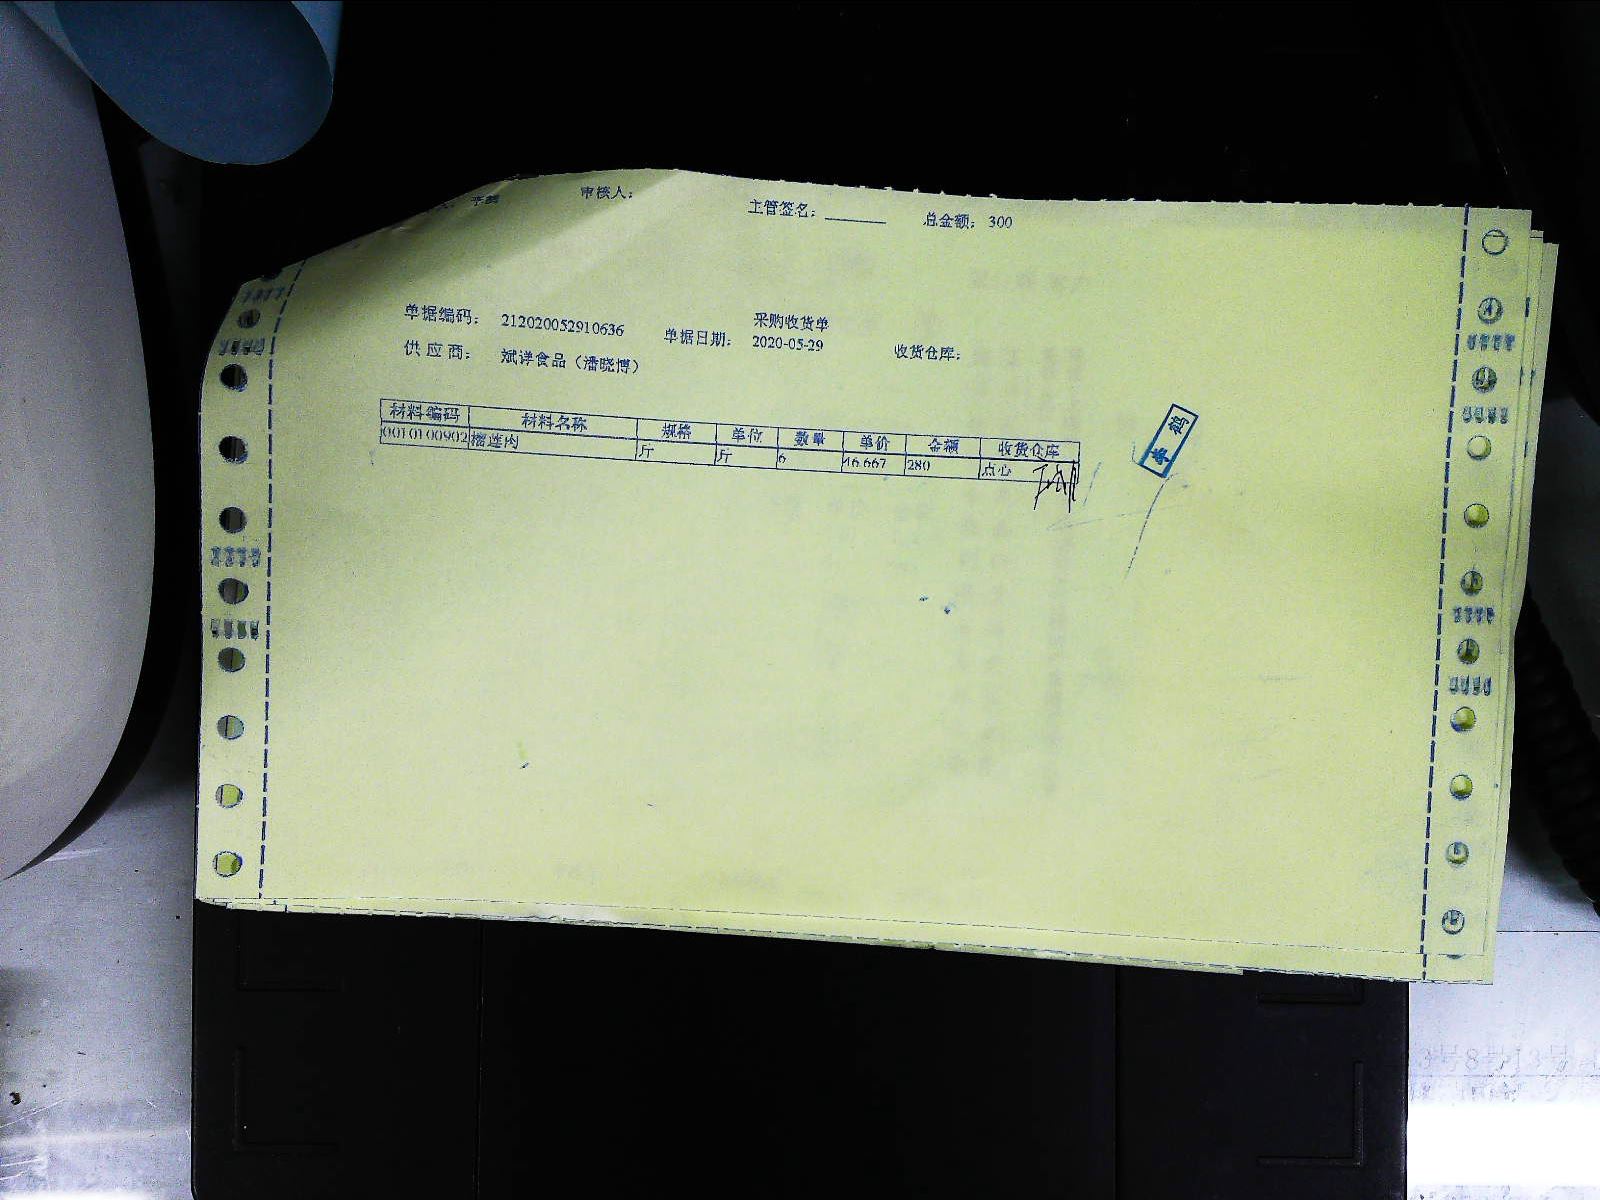 审核人：
主管签名：________ 总金额：300
采购收货单
单据编码：212020052910636 单据日期：2020-05-29 收货仓库：
供 应 商：斌详食品（潘晓博）
材料编码 材料名称 规格 单位 数量 单价 金额 收货仓库
0010100902 榴莲肉 斤 斤 6 46.667 280 点心